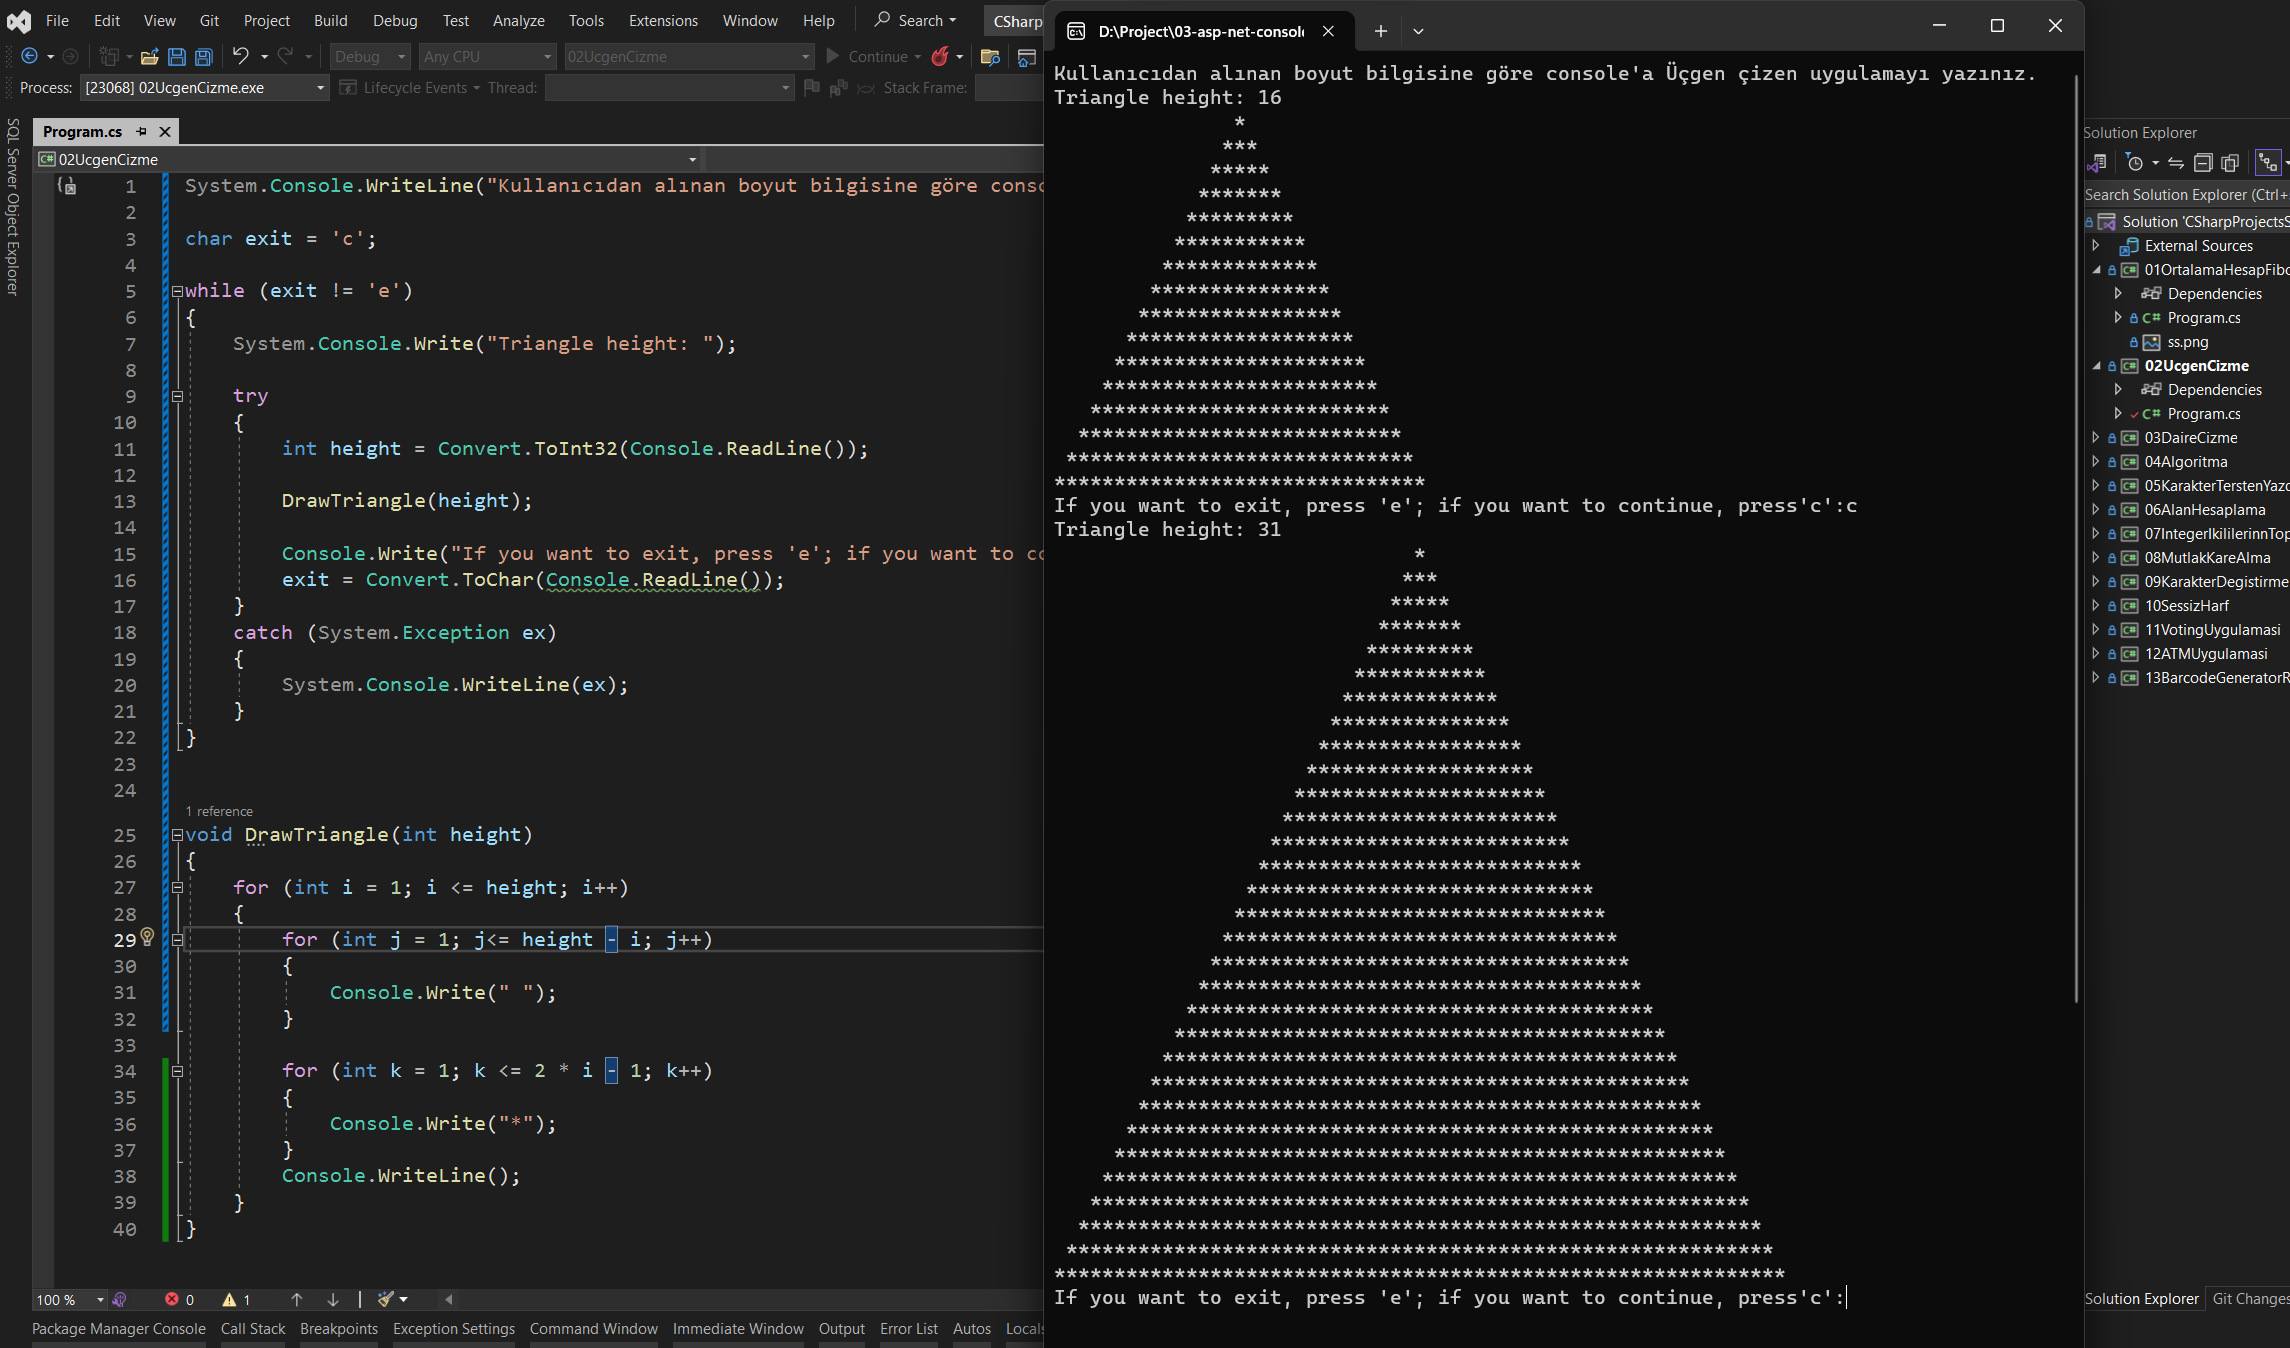 File Edit View Git Project Build Debug Test Analyze Tools Extensions Window Help Search CSharp
Debug Any CPU 02UcgenCizme Continue
Process: [23068] 02UcgenCizme.exe Lifecycle Events Thread: Stack Frame:
SQL Server Object Explorer
Program.cs
C# 02UcgenCizme
1 System.Console.WriteLine("Kullanıcıdan alınan boyut bilgisine göre conso
2
3 char exit = 'c';
4
5 while (exit != 'e')
6 {
7 System.Console.Write("Triangle height: ");
8
9 try
10 {
11 int height = Convert.ToInt32(Console.ReadLine());
12
13 DrawTriangle(height);
14
15 Console.Write("If you want to exit, press 'e'; if you want to co
16 exit = Convert.ToChar(Console.ReadLine());
17 }
18 catch (System.Exception ex)
19 {
20 System.Console.WriteLine(ex);
21 }
22 }
23
24
1 reference
25 void DrawTriangle(int height)
26 {
27 for (int i = 1; i <= height; i++)
28 {
29 for (int j = 1; j<= height - i; j++)
30 {
31 Console.Write(" ");
32 }
33
34 for (int k = 1; k <= 2 * i - 1; k++)
35 {
36 Console.Write("*");
37 }
38 Console.WriteLine();
39 }
40 }
100 % 0 1
Package Manager Console Call Stack Breakpoints Exception Settings Command Window Immediate Window Output Error List Autos Locals
D:\Project\03-asp-net-consol
Kullanıcıdan alınan boyut bilgisine göre console'a Üçgen çizen uygulamayı yazınız.
Triangle height: 16
*
***
*****
*******
*********
***********
*************
***************
*****************
*******************
*********************
***********************
*************************
***************************
*****************************
*******************************
If you want to exit, press 'e'; if you want to continue, press'c':c
Triangle height: 31
*
***
*****
*******
*********
***********
*************
***************
*****************
*******************
*********************
***********************
*************************
***************************
*****************************
*******************************
*********************************
***********************************
*************************************
***************************************
*****************************************
*******************************************
*********************************************
***********************************************
*************************************************
***************************************************
*****************************************************
*******************************************************
*********************************************************
***********************************************************
*************************************************************
If you want to exit, press 'e'; if you want to continue, press'c':
Solution Explorer
Search Solution Explorer (Ctrl+
Solution 'CSharpProjectsS
External Sources
C# 01OrtalamaHesapFibo
Dependencies
C# Program.cs
ss.png
C# 02UcgenCizme
Dependencies
C# Program.cs
C# 03DaireCizme
C# 04Algoritma
C# 05KarakterTerstenYazd
C# 06AlanHesaplama
C# 07IntegerIkililerinnTop
C# 08MutlakKareAlma
C# 09KarakterDegistirme
C# 10SessizHarf
C# 11VotingUygulamasi
C# 12ATMUygulamasi
C# 13BarcodeGeneratorR
Solution Explorer Git Changes